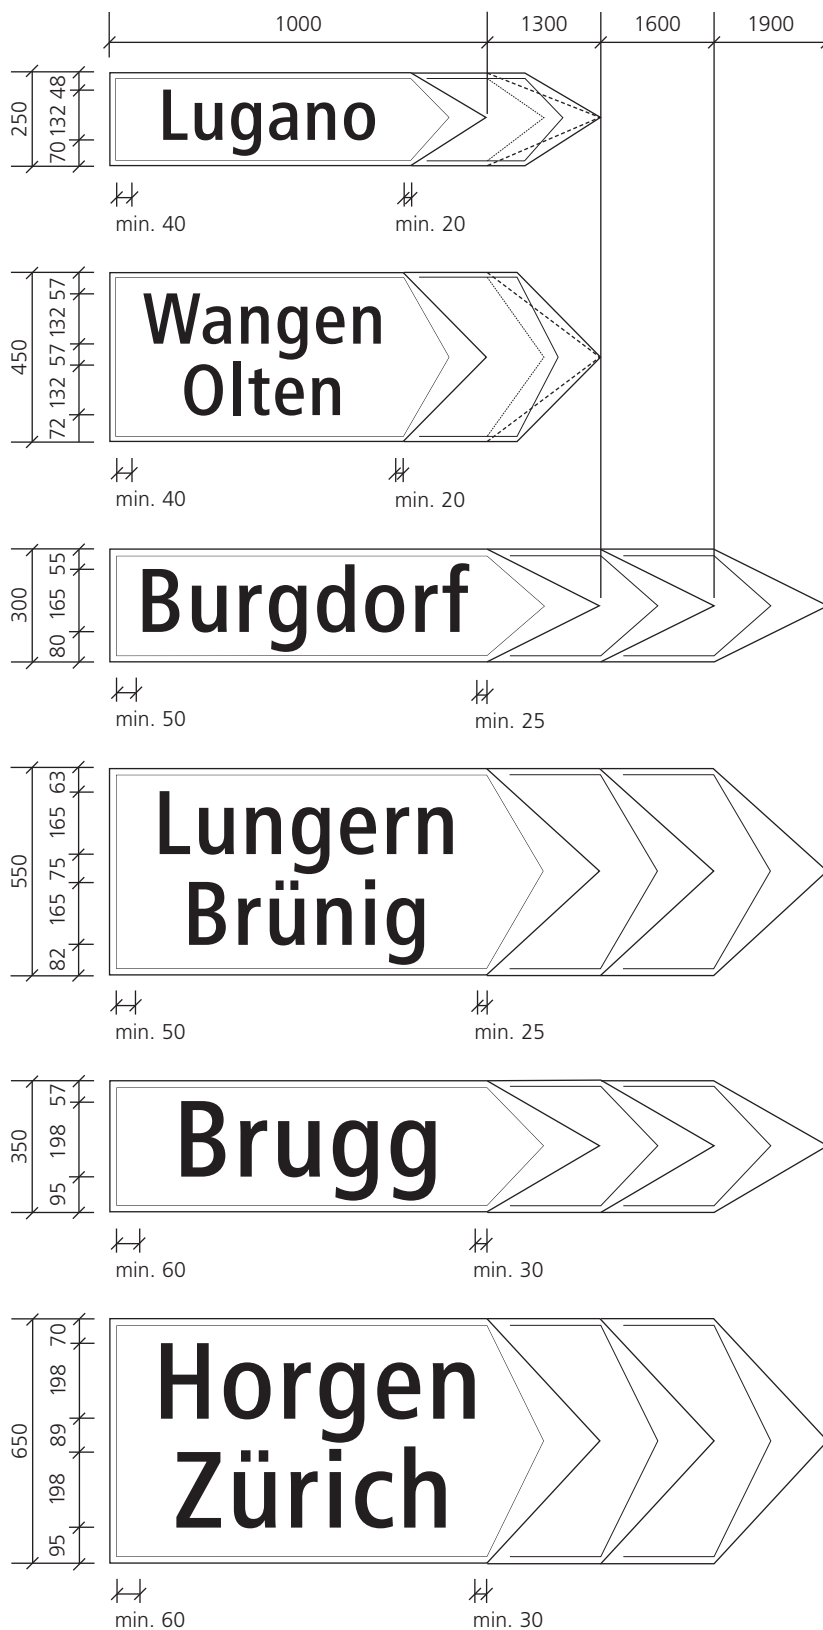 1000 1300 1600 1900
250
48
132
70
Lugano
min. 40 min. 20
450
57
132
57
132
72
Wangen
Olten
min. 40 min. 20
300
55
165
80
Burgdorf
min. 50 min. 25
550
63
165
75
165
82
Lungern
Brünig
min. 50 min. 25
350
57
198
95
Brugg
min. 60 min. 30
650
70
198
89
198
95
Horgen
Zürich
min. 60 min. 30